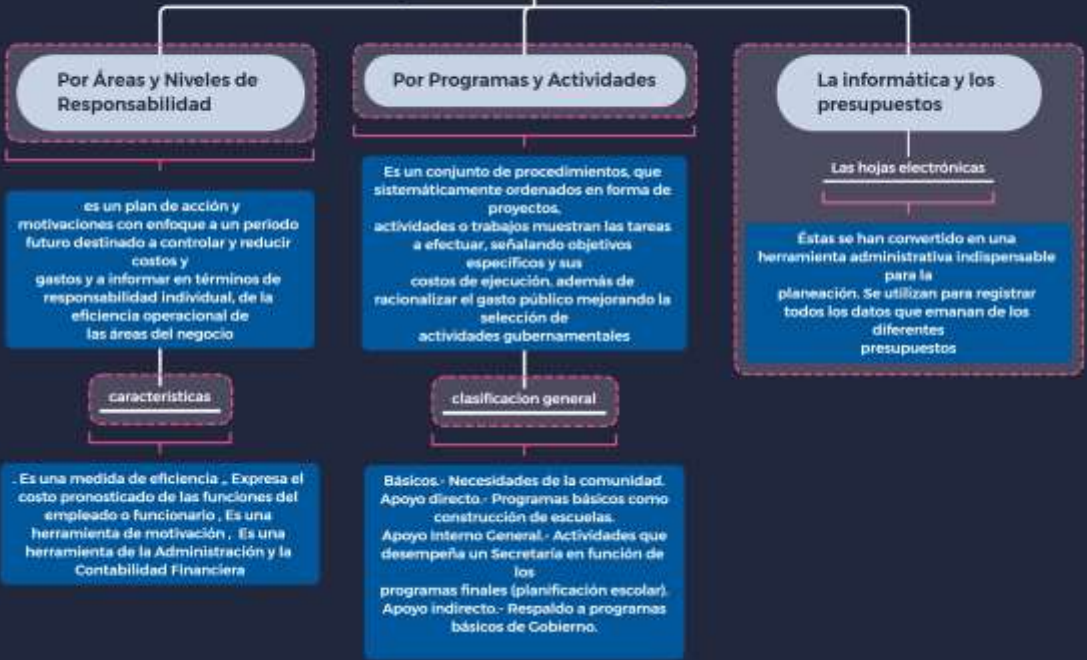 Por Áreas y Niveles de
Responsabilidad
es un plan de acción y
motivaciones con enfoque a un periodo
futuro destinado a controlar y reducir
costos y
gastos y a informar en términos de
responsabilidad individual, de la
eficiencia operacional de
las áreas del negocio
características
. Es una medida de eficiencia ,, Expresa el
costo pronosticado de las funciones del
empleado o funcionario , Es una
herramienta de motivación , Es una
herramienta de la Administración y la
Contabilidad Financiera
Por Programas y Actividades
Es un conjunto de procedimientos, que
sistemáticamente ordenados en forma de
proyectos,
actividades o trabajos muestran las tareas
a efectuar, señalando objetivos
específicos y sus
costos de ejecución, además de
racionalizar el gasto público mejorando la
selección de
actividades gubernamentales
clasificacion general
Básicos.- Necesidades de la comunidad.
Apoyo directo.- Programas básicos como
construcción de escuelas.
Apoyo Interno General.- Actividades que
desempeña un Secretaría en función de
los
programas finales (planificación escolar).
Apoyo indirecto.- Respaldo a programas
básicos de Gobierno.
La informática y los
presupuestos
Las hojas electrónicas
Éstas se han convertido en una
herramienta administrativa indispensable
para la
planeación. Se utilizan para registrar
todos los datos que emanan de los
diferentes
presupuestos